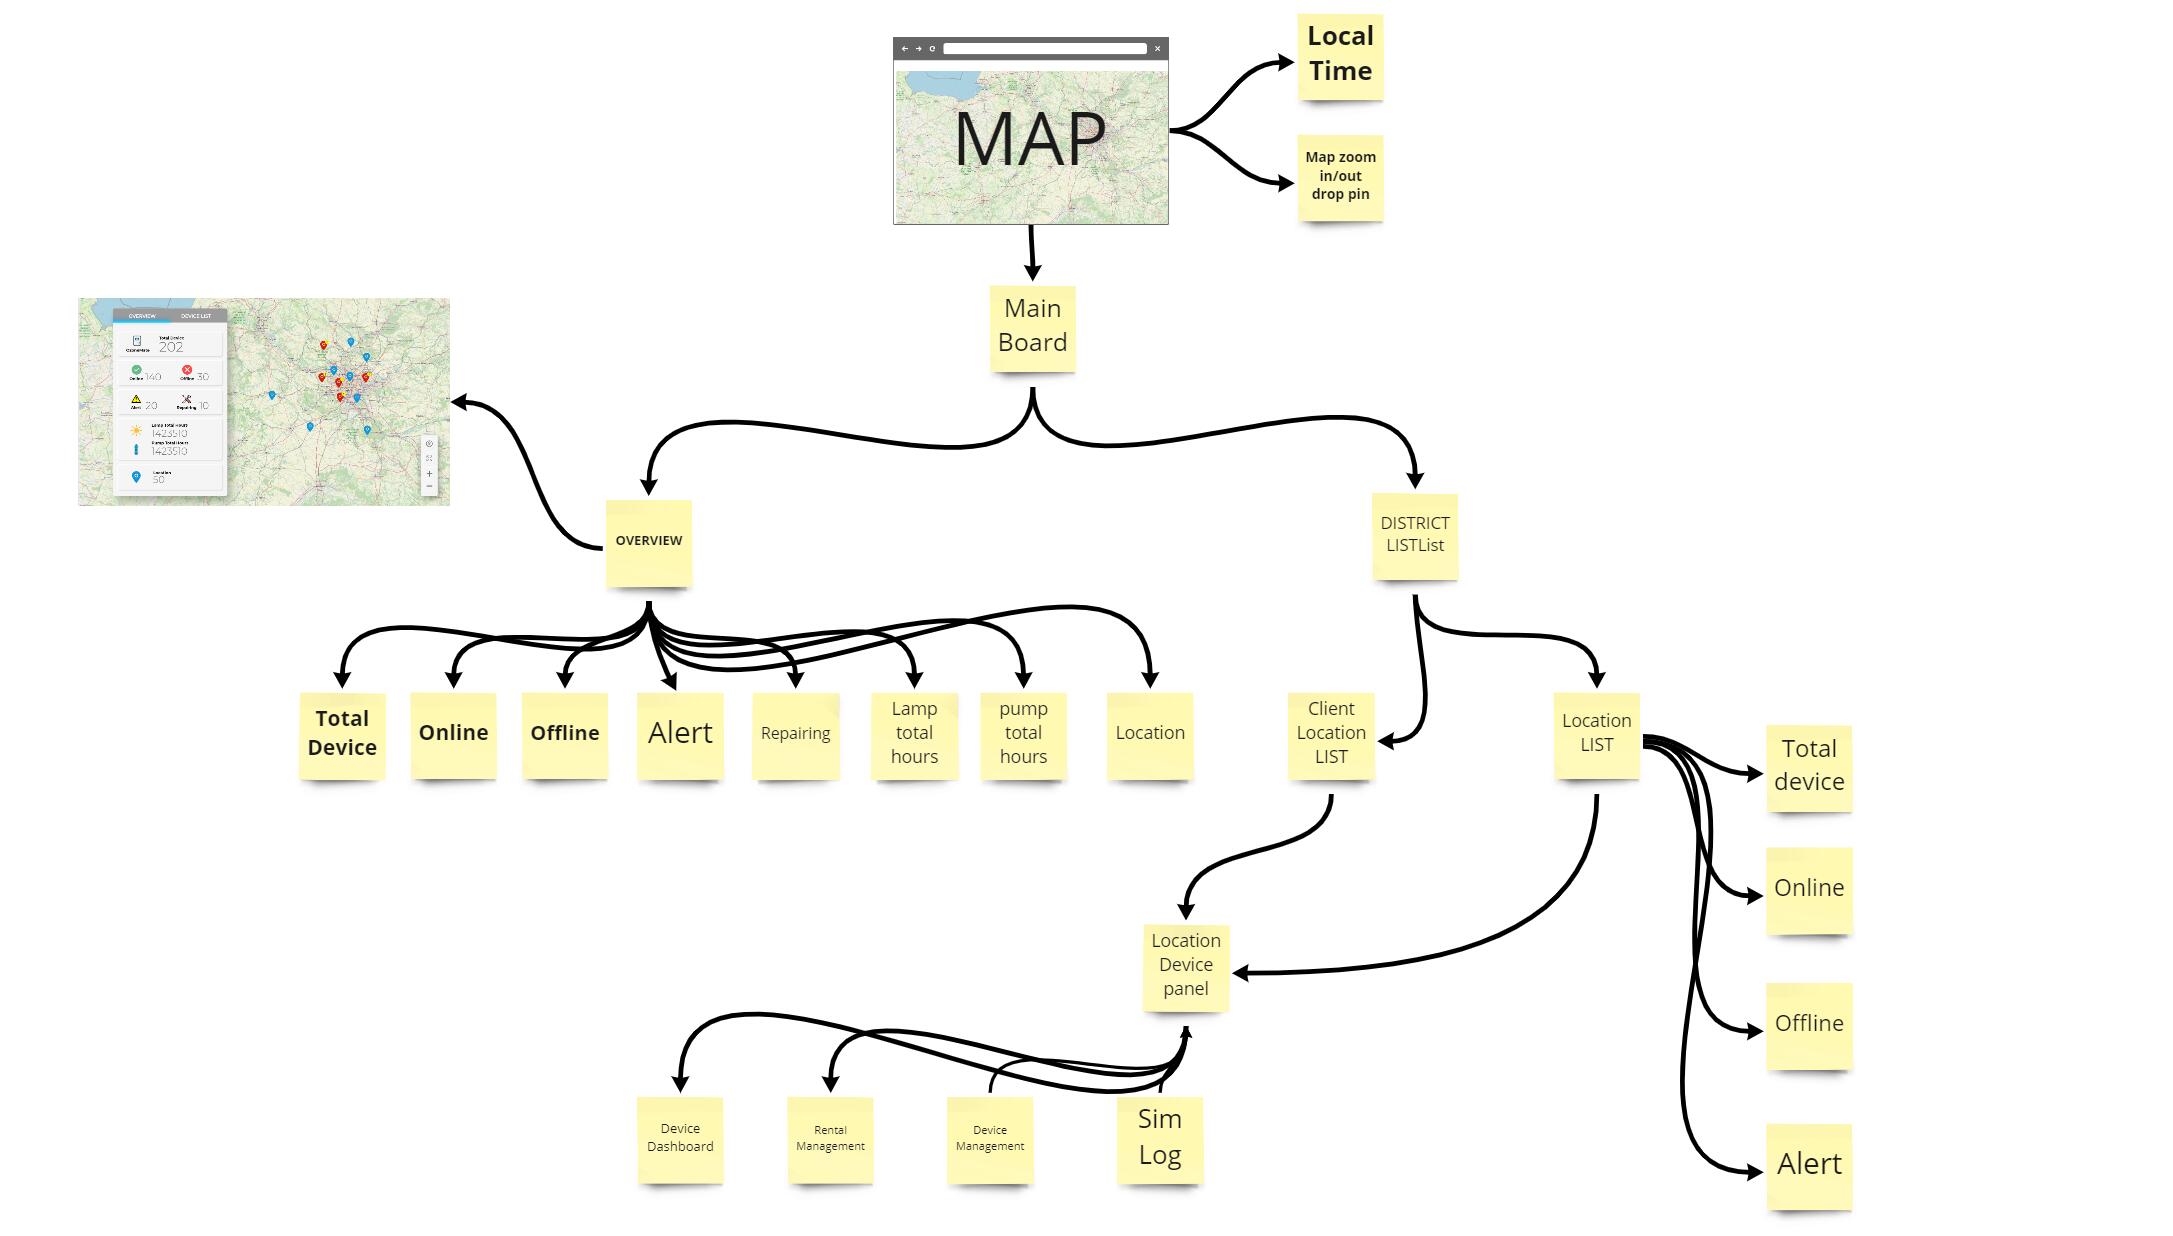 Local
Time
MAP
Map zoom
in/out
drop pin
Main
Board
OVERVIEW
DEVICE LIST
Total Device
202
OzoneMate
Online 140
Offline 30
Alert 20
Repairing 10
Lamp Total Hours
1423510
Pump Total Hours
1423510
Location
50
OVERVIEW
DISTRICT
LISTList
Total
Device
Online
Offline
Alert
Repairing
Lamp
total
hours
pump
total
hours
Location
Client
Location
LIST
Location
LIST
Total
device
Online
Offline
Alert
Location
Device
panel
Device
Dashboard
Rental
Management
Device
Management
Sim
Log